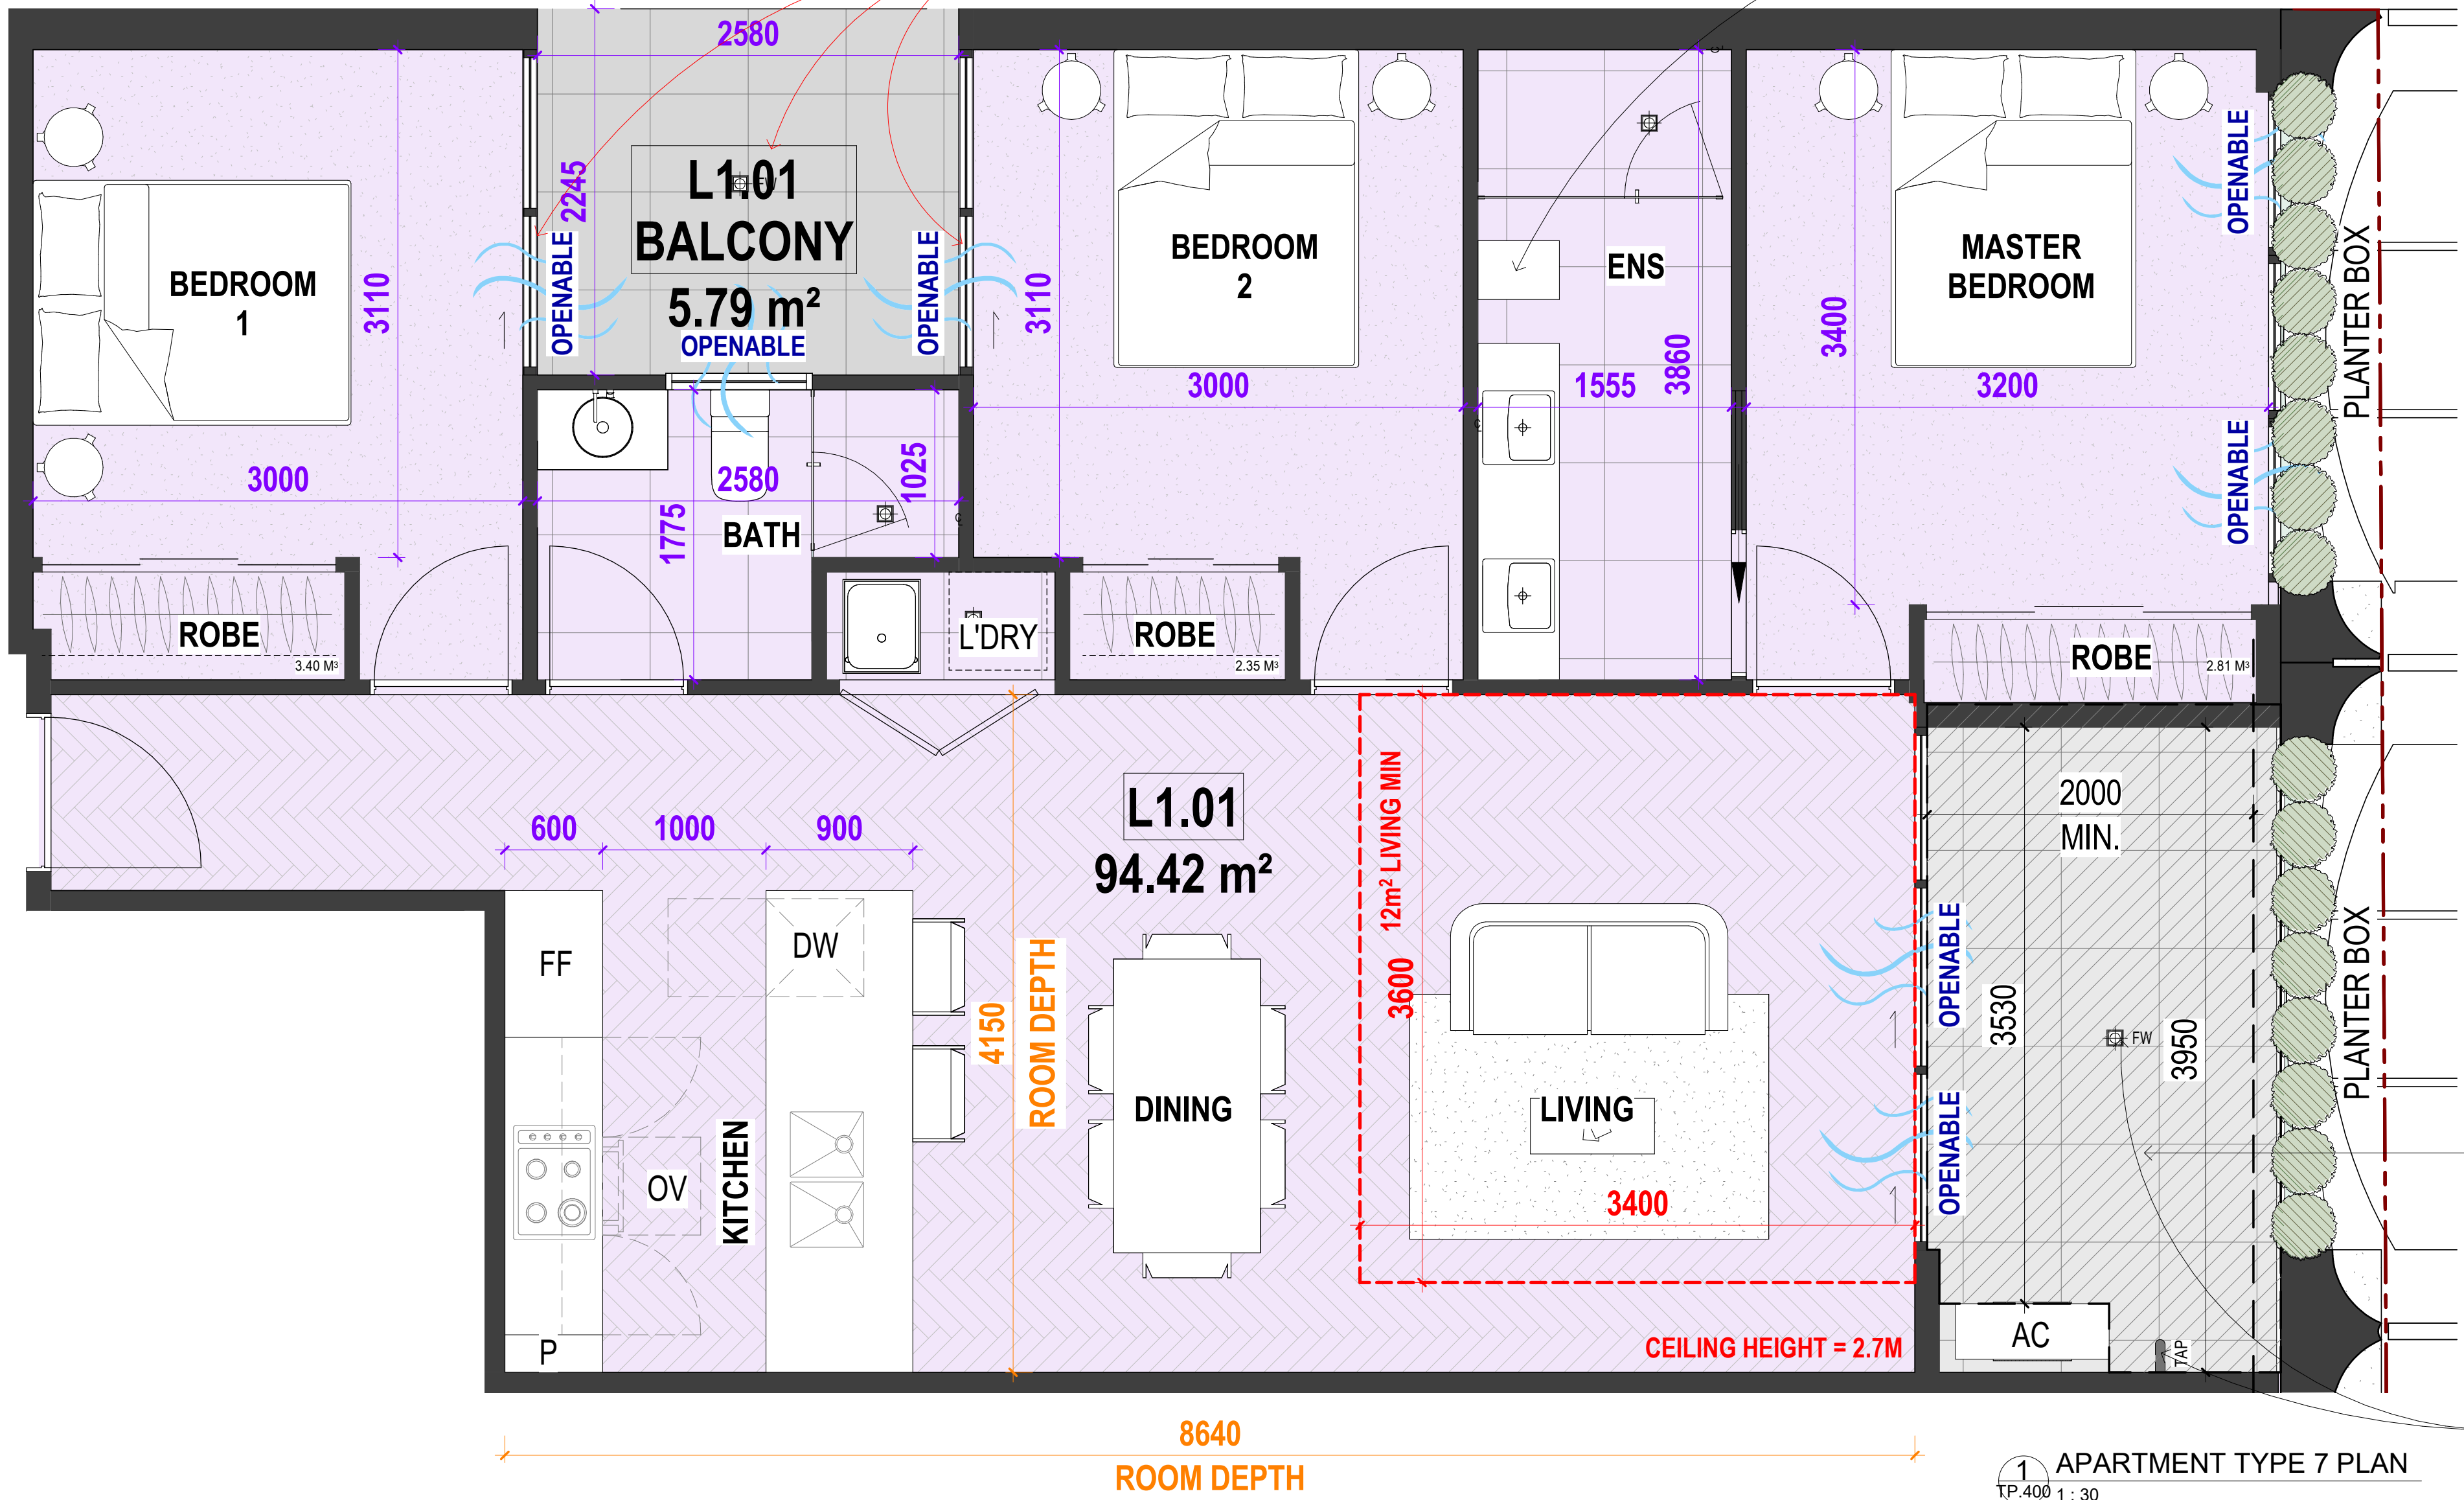 2580
L1.01
FW
BALCONY
5.79 m²
OPENABLE
2245
OPENABLE
OPENABLE
BEDROOM
1
3110
3000
ROBE
3.40 M³
BEDROOM
2
3110
3000
ROBE
2.35 M³
2580
1775
1025
BATH
L'DRY
ENS
1555
3860
MASTER
BEDROOM
3400
3200
OPENABLE
OPENABLE
ROBE
2.81 M³
PLANTER BOX
600
1000
900
L1.01
94.42 m²
12m² LIVING MIN
3600
3400
FF
DW
OV
P
KITCHEN
4150
ROOM DEPTH
DINING
LIVING
CEILING HEIGHT = 2.7M
OPENABLE
OPENABLE
2000
MIN.
3530
3950
FW
AC
TAP
PLANTER BOX
8640
ROOM DEPTH
1
TP.400
APARTMENT TYPE 7 PLAN
1 : 30